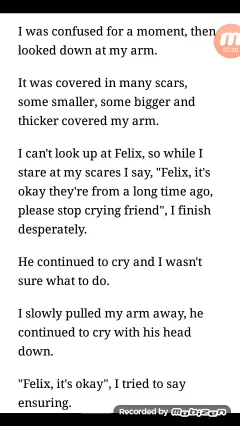 I was confused for a moment, then
looked down at my arm.
It was covered in many scars,
some smaller, some bigger and
thicker covered my arm.
I can't look up at Felix, so while I
stare at my scares I say, "Felix, it's
okay they're from a long time ago,
please stop crying friend", I finish
desperately.
He continued to cry and I wasn't
sure what to do.
I slowly pulled my arm away, he
continued to cry with his head
down.
"Felix, it's okay", I tried to say
ensuring.
Recorded by mobizen